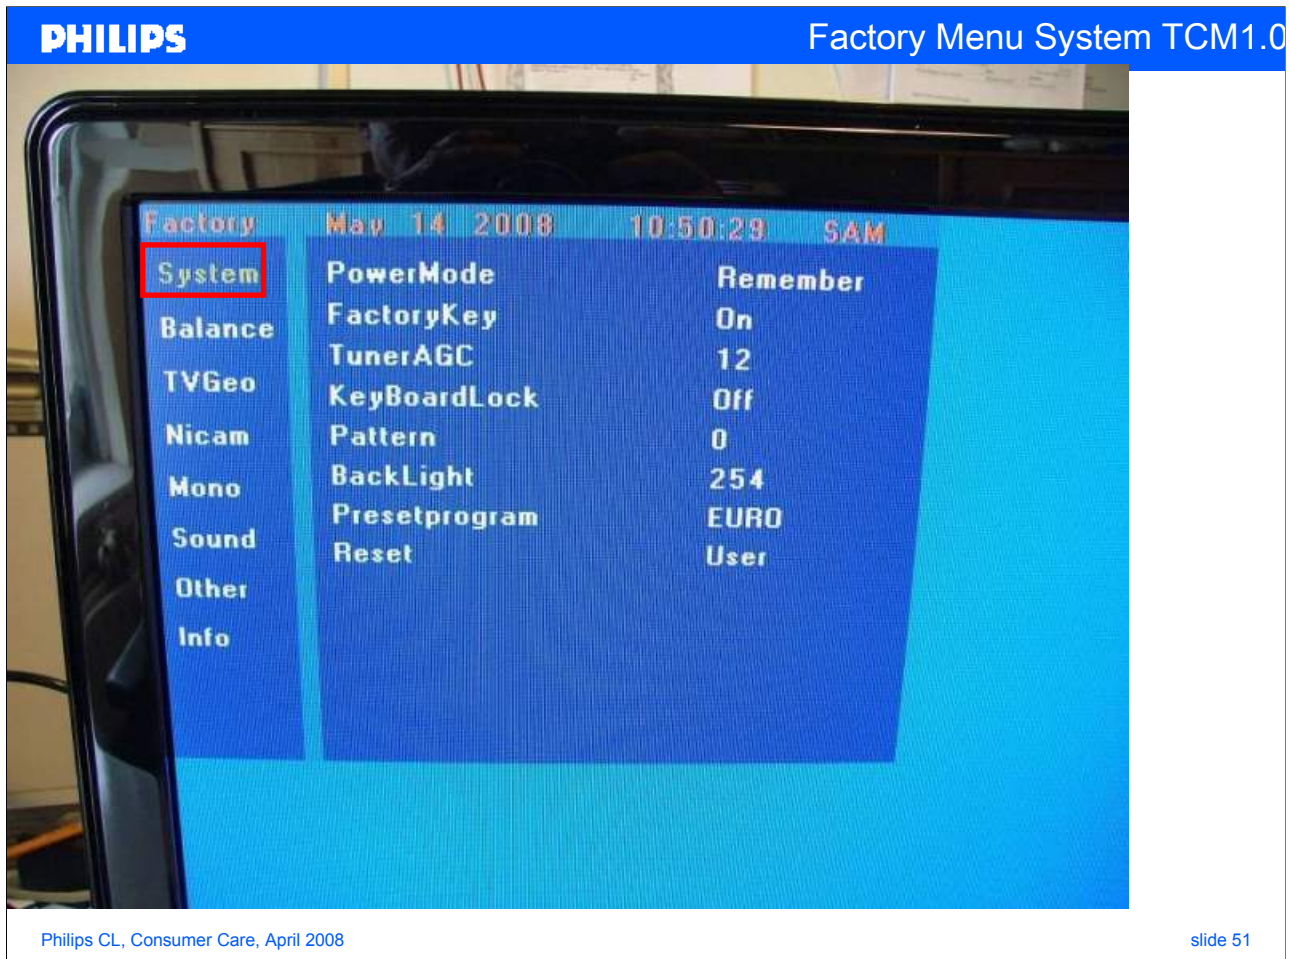 PHILIPS
Factory Menu System TCM1.0
Factory May 14 2008 10:50:29 SAM
System
Balance
TVGeo
Nicam
Mono
Sound
Other
Info
PowerMode Remember
FactoryKey On
TunerAGC 12
KeyBoardLock Off
Pattern 0
BackLight 254
Presetprogram EURO
Reset User
Philips CL, Consumer Care, April 2008
slide 51